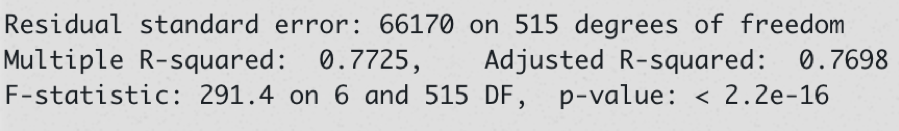 Residual standard error: 66170 on 515 degrees of freedom
Multiple R-squared:  0.7725,	Adjusted R-squared:  0.7698
F-statistic: 291.4 on 6 and 515 DF,  p-value: < 2.2e-16